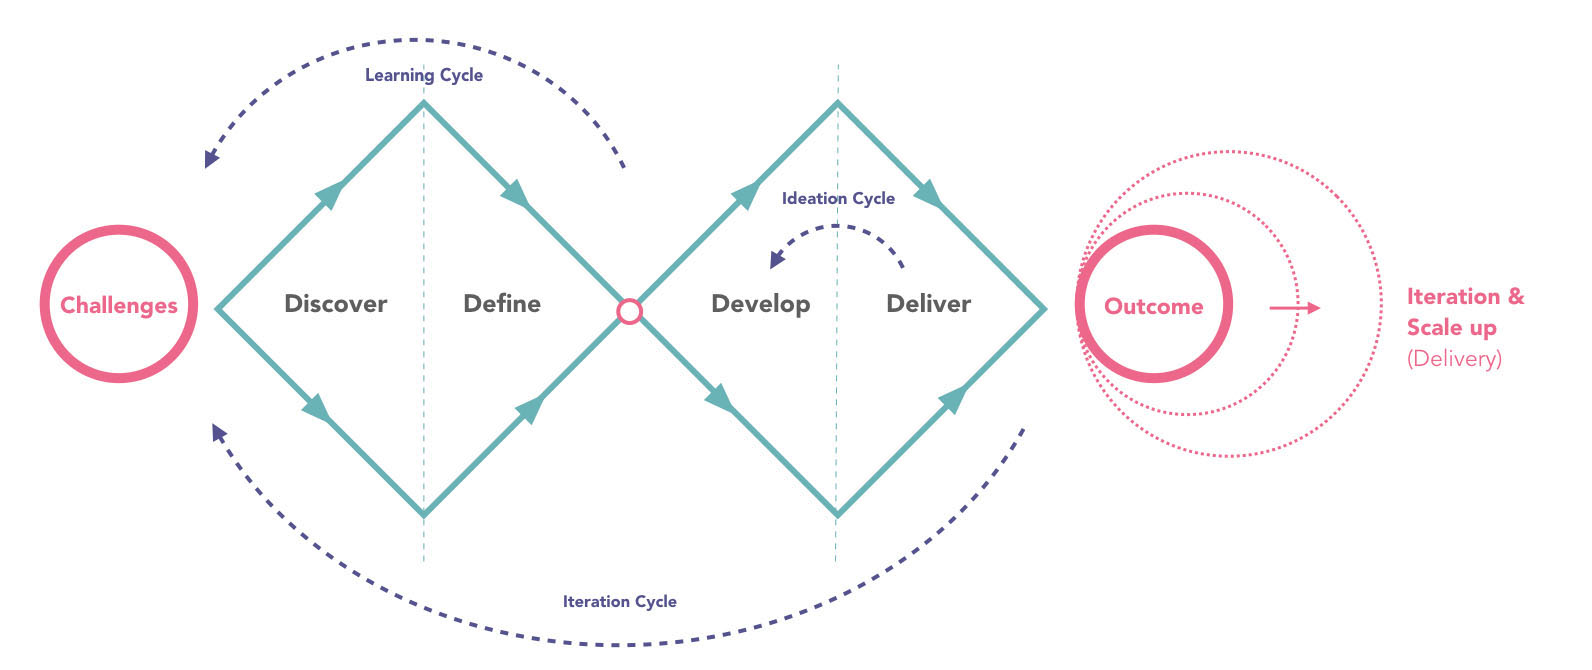 Learning Cycle
Ideation Cycle
Challenges
Discover
Define
Develop
Deliver
Outcome
Iteration &
Scale up
(Delivery)
Iteration Cycle